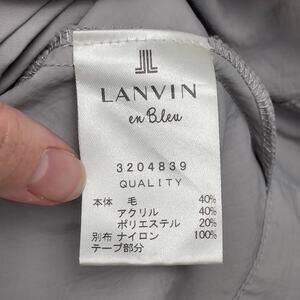 LANVIN
en Bleu
3204839
QUALITY
本体 毛 40%
アクリル 40%
ポリエステル 20%
別布 ナイロン 100%
テープ部分